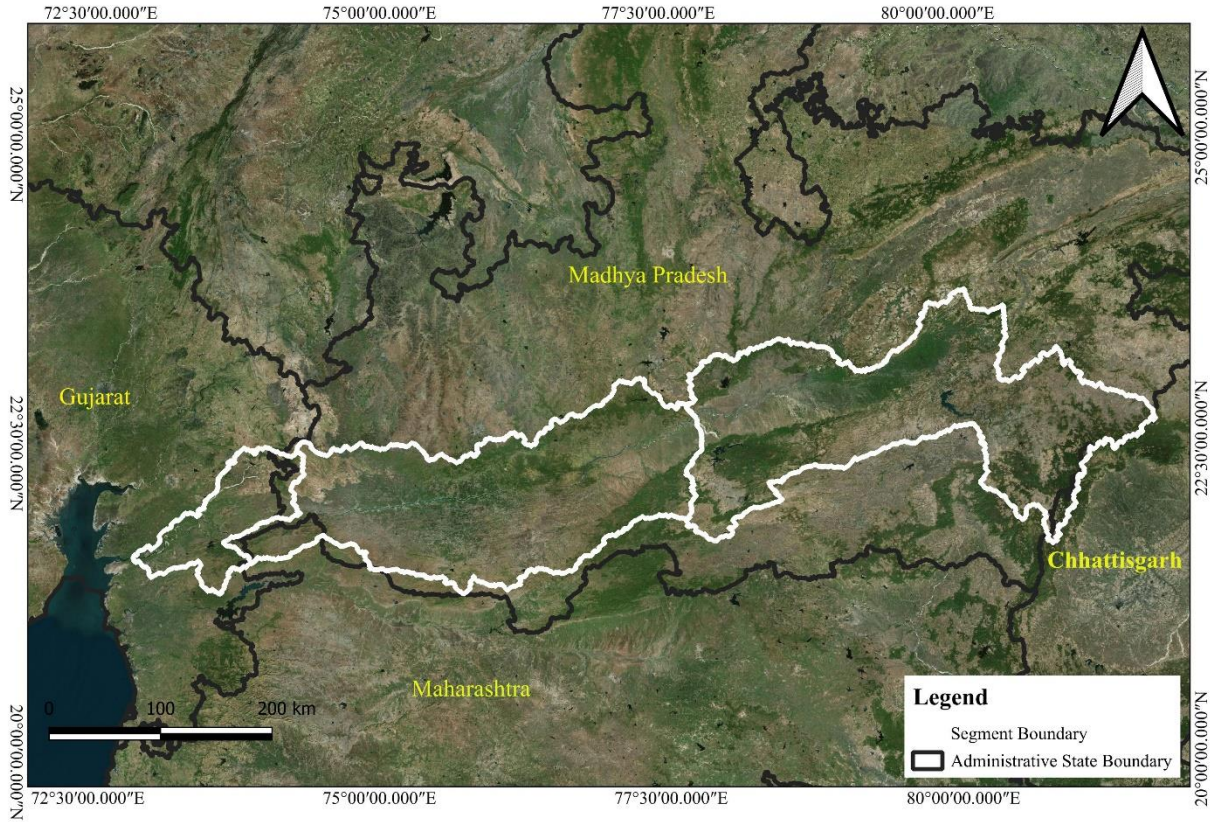 72°30′00.000″E 75°00′00.000″E 77°30′00.000″E 80°00′00.000″E
25°00′00.000″N
25°00′00.000″N
Madhya Pradesh
Gujarat
22°30′00.000″N
22°30′00.000″N
Chhattisgarh
Maharashtra
0 100 200 km
Legend
Segment Boundary
Administrative State Boundary
20°00′00.000″N
20°00′00.000″N
72°30′00.000″E 75°00′00.000″E 77°30′00.000″E 80°00′00.000″E